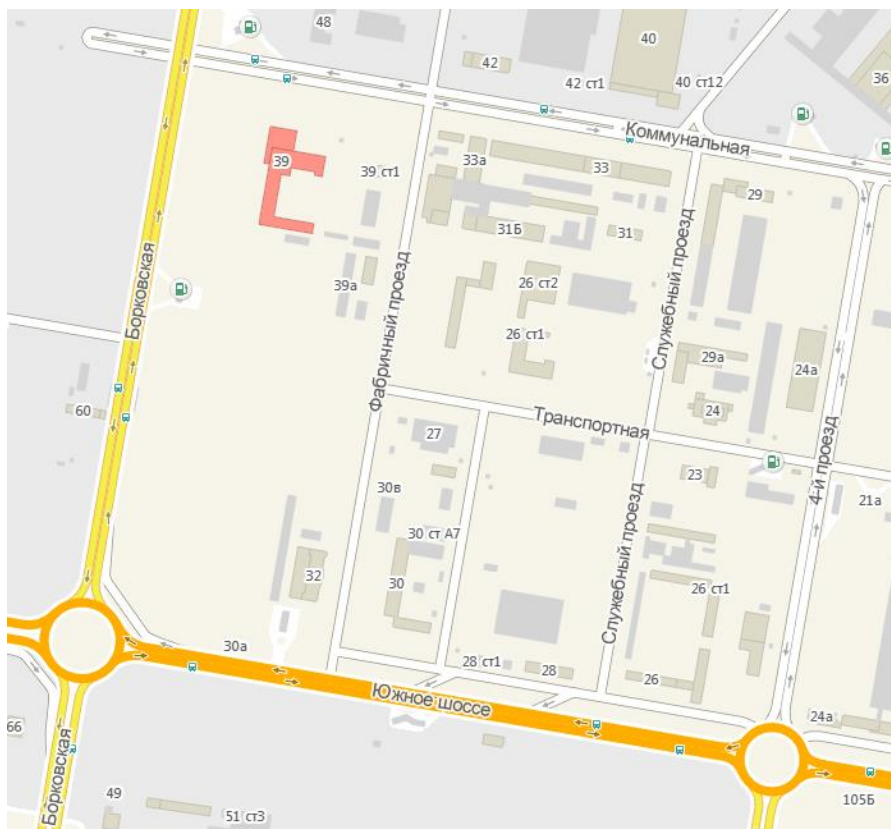 48
40
42
42 ст1
40 ст12
36
Коммунальная
39
39 ст1
33а
33
29
31Б
31
39а
26 ст2
26 ст1
Борковская
Фабричный проезд
Служебный проезд
29а
24а
24
60
Транспортная
27
23
4-й проезд
21а
30в
30 ст А7
Служебный проезд
32
30
26 ст1
30а
28 ст1
28
26
Южное шоссе
24а
66
Борковская
49
51 ст3
105Б